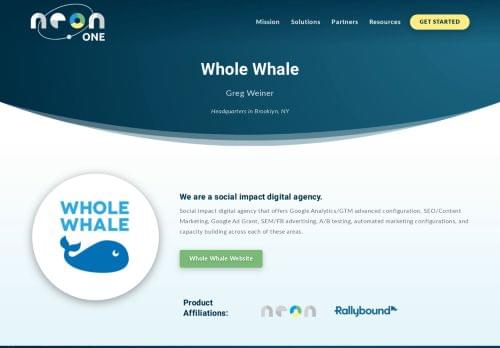 neon
ONE
Mission Solutions Partners Resources GET STARTED
Whole Whale
Greg Weiner
Headquarters in Brooklyn, NY
WHOLE
WHALE
We are a social impact digital agency.
Social impact digital agency that offers Google Analytics/GTM advanced configuration, SEO/Content
Marketing, Google Ad Grant, SEM/FB advertising, A/B testing, automated marketing configurations, and
capacity building across each of these areas.
Whole Whale Website
Product
Affiliations:
neon
Rallybound